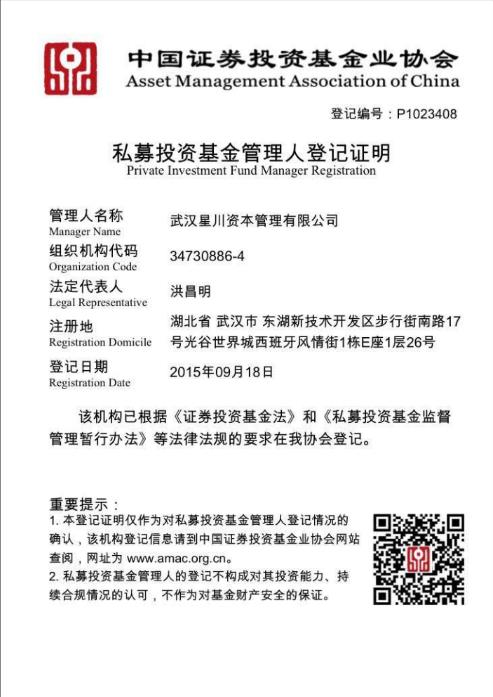 中国证券投资基金业协会
Asset Management Association of China
登记编号：P1023408
私募投资基金管理人登记证明
Private Investment Fund Manager Registration
管理人名称
Manager Name
武汉星川资本管理有限公司
组织机构代码
Organization Code
34730886-4
法定代表人
Legal Representative
洪昌明
注册地
Registration Domicile
湖北省 武汉市 东湖新技术开发区步行街南路17
号光谷世界城西班牙风情街1栋E座1层26号
登记日期
Registration Date
2015年09月18日
该机构已根据《证券投资基金法》和《私募投资基金监督
管理暂行办法》等法律法规的要求在我协会登记。
重要提示：
1. 本登记证明仅作为对私募投资基金管理人登记情况的
确认，该机构登记信息请到中国证券投资基金业协会网站
查阅，网址为 www.amac.org.cn。
2. 私募投资基金管理人的登记不构成对其投资能力、持
续合规情况的认可，不作为对基金财产安全的保证。